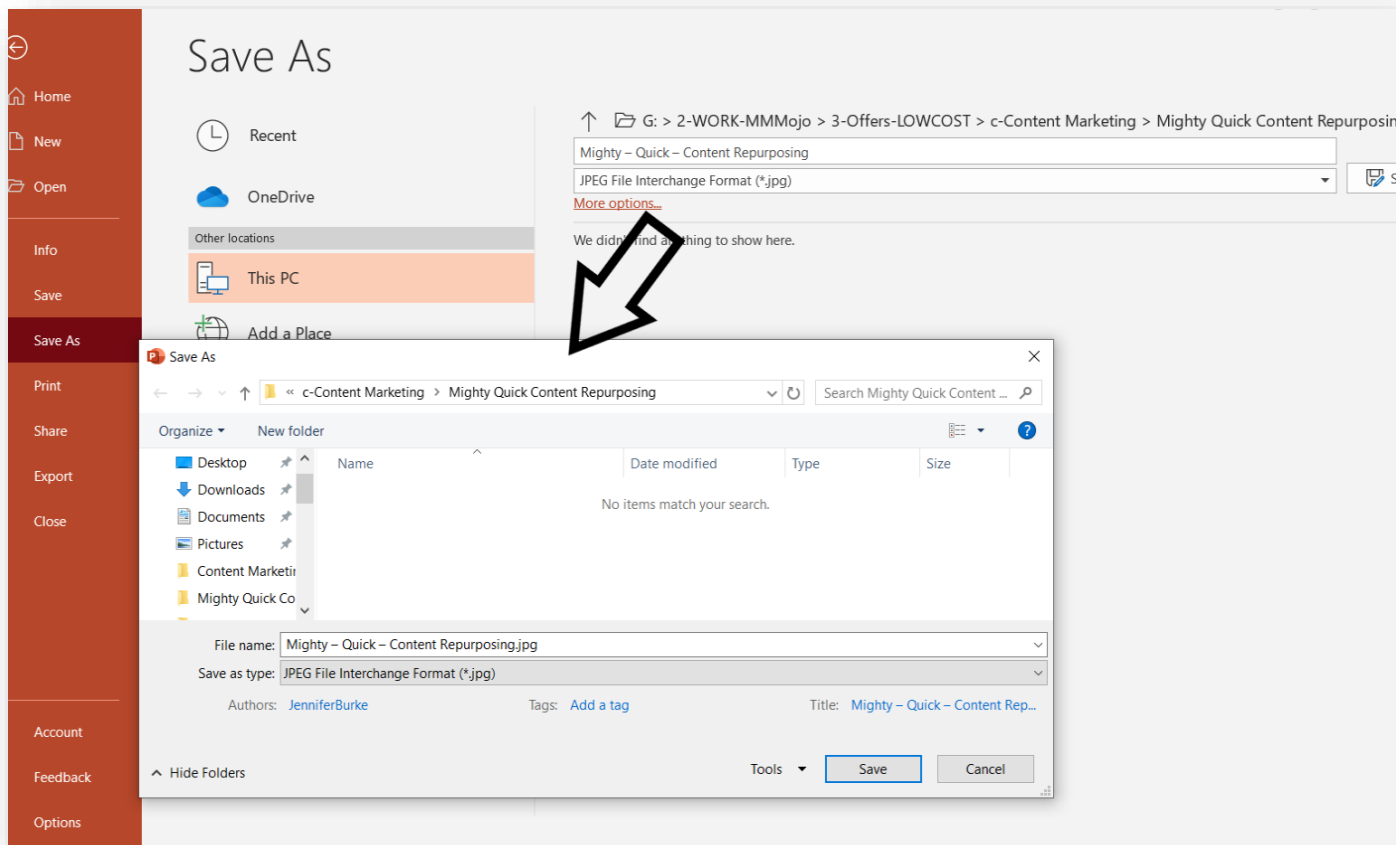 Save As
Home
New
Open
Info
Save
Save As
Print
Share
Export
Close
Account
Feedback
Options
Recent
OneDrive
Other locations
This PC
Add a Place
G: > 2-WORK-MMMojo > 3-Offers-LOWCOST > c-Content Marketing > Mighty Quick Content Repurposin
Mighty – Quick – Content Repurposing
JPEG File Interchange Format (*.jpg)
S
More options...
We didn't find anything to show here.
Save As
« c-Content Marketing > Mighty Quick Content Repurposing
Search Mighty Quick Content ...
Organize
New folder
?
Desktop
Downloads
Documents
Pictures
Content Marketin
Mighty Quick Co
Name
Date modified
Type
Size
No items match your search.
File name: Mighty – Quick – Content Repurposing.jpg
Save as type: JPEG File Interchange Format (*.jpg)
Authors: JenniferBurke
Tags: Add a tag
Title: Mighty – Quick – Content Rep...
Hide Folders
Tools
Save
Cancel